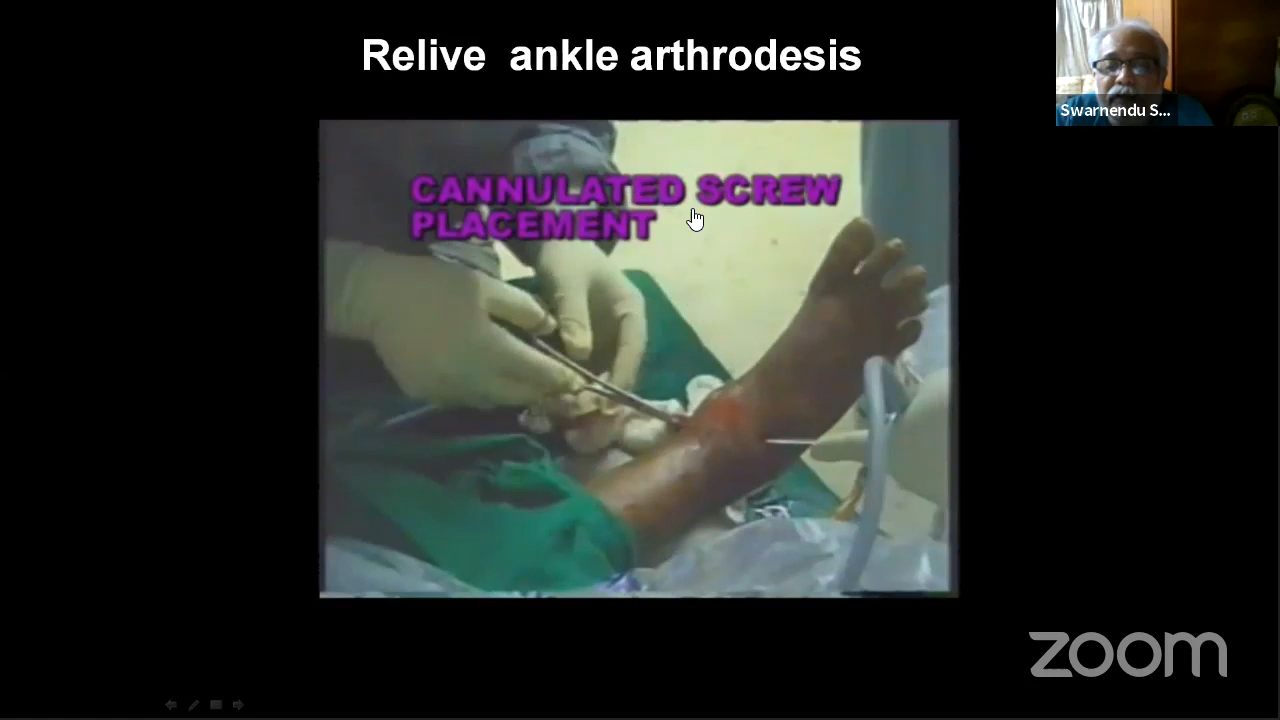 Relive ankle arthrodesis
Swarnendu S...
CANNULATED SCREW
PLACEMENT
zoom